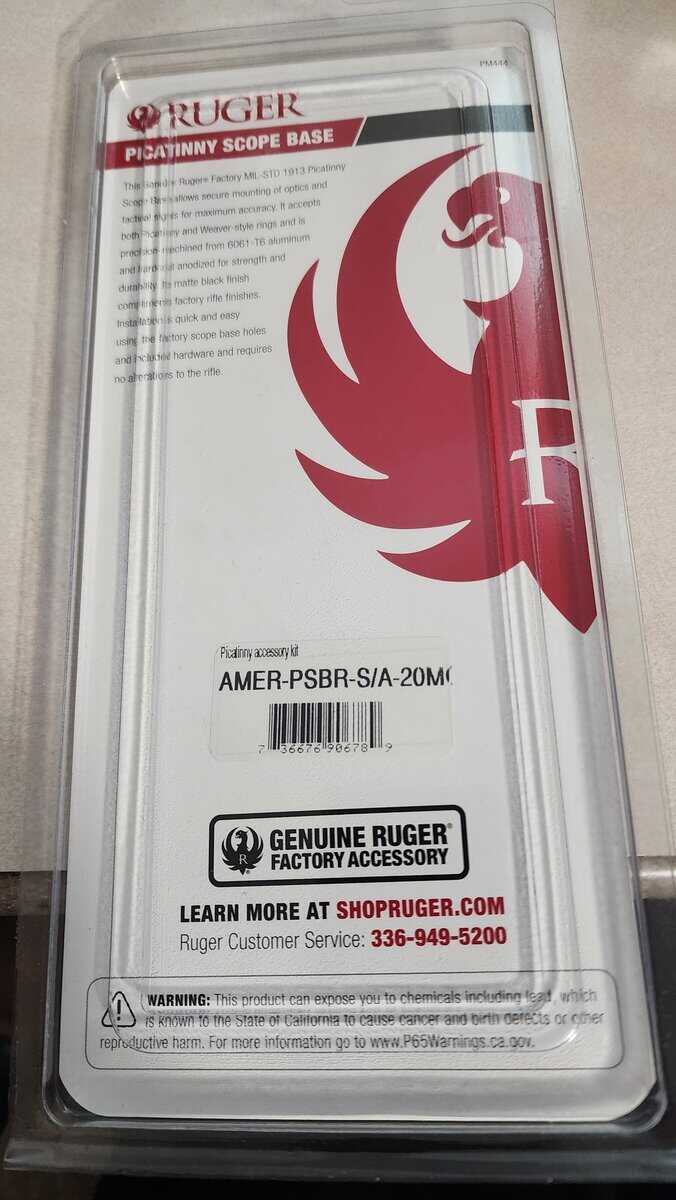 PM444
RUGER®
PICATINNY SCOPE BASE
This Genuine Ruger® Factory MIL-STD 1913 Picatinny
Scope Base allows secure mounting of optics and
tactical sights for maximum accuracy. It accepts
both Picatinny and Weaver-style rings and is
precision-machined from 6061-T6 aluminum
and hardcoat anodized for strength and
durability. Its matte black finish
compliments factory rifle finishes.
Installation is quick and easy
using the factory scope base holes
and included hardware and requires
no alterations to the rifle.
R
Picatinny accessory kit
AMER-PSBR-S/A-20M
7 36676 90678 9
R
GENUINE RUGER®
FACTORY ACCESSORY
LEARN MORE AT SHOPRUGER.COM
Ruger Customer Service: 336-949-5200
WARNING: This product can expose you to chemicals including lead, which
is known to the State of California to cause cancer and birth defects or other
reproductive harm. For more information go to www.P65Warnings.ca.gov.